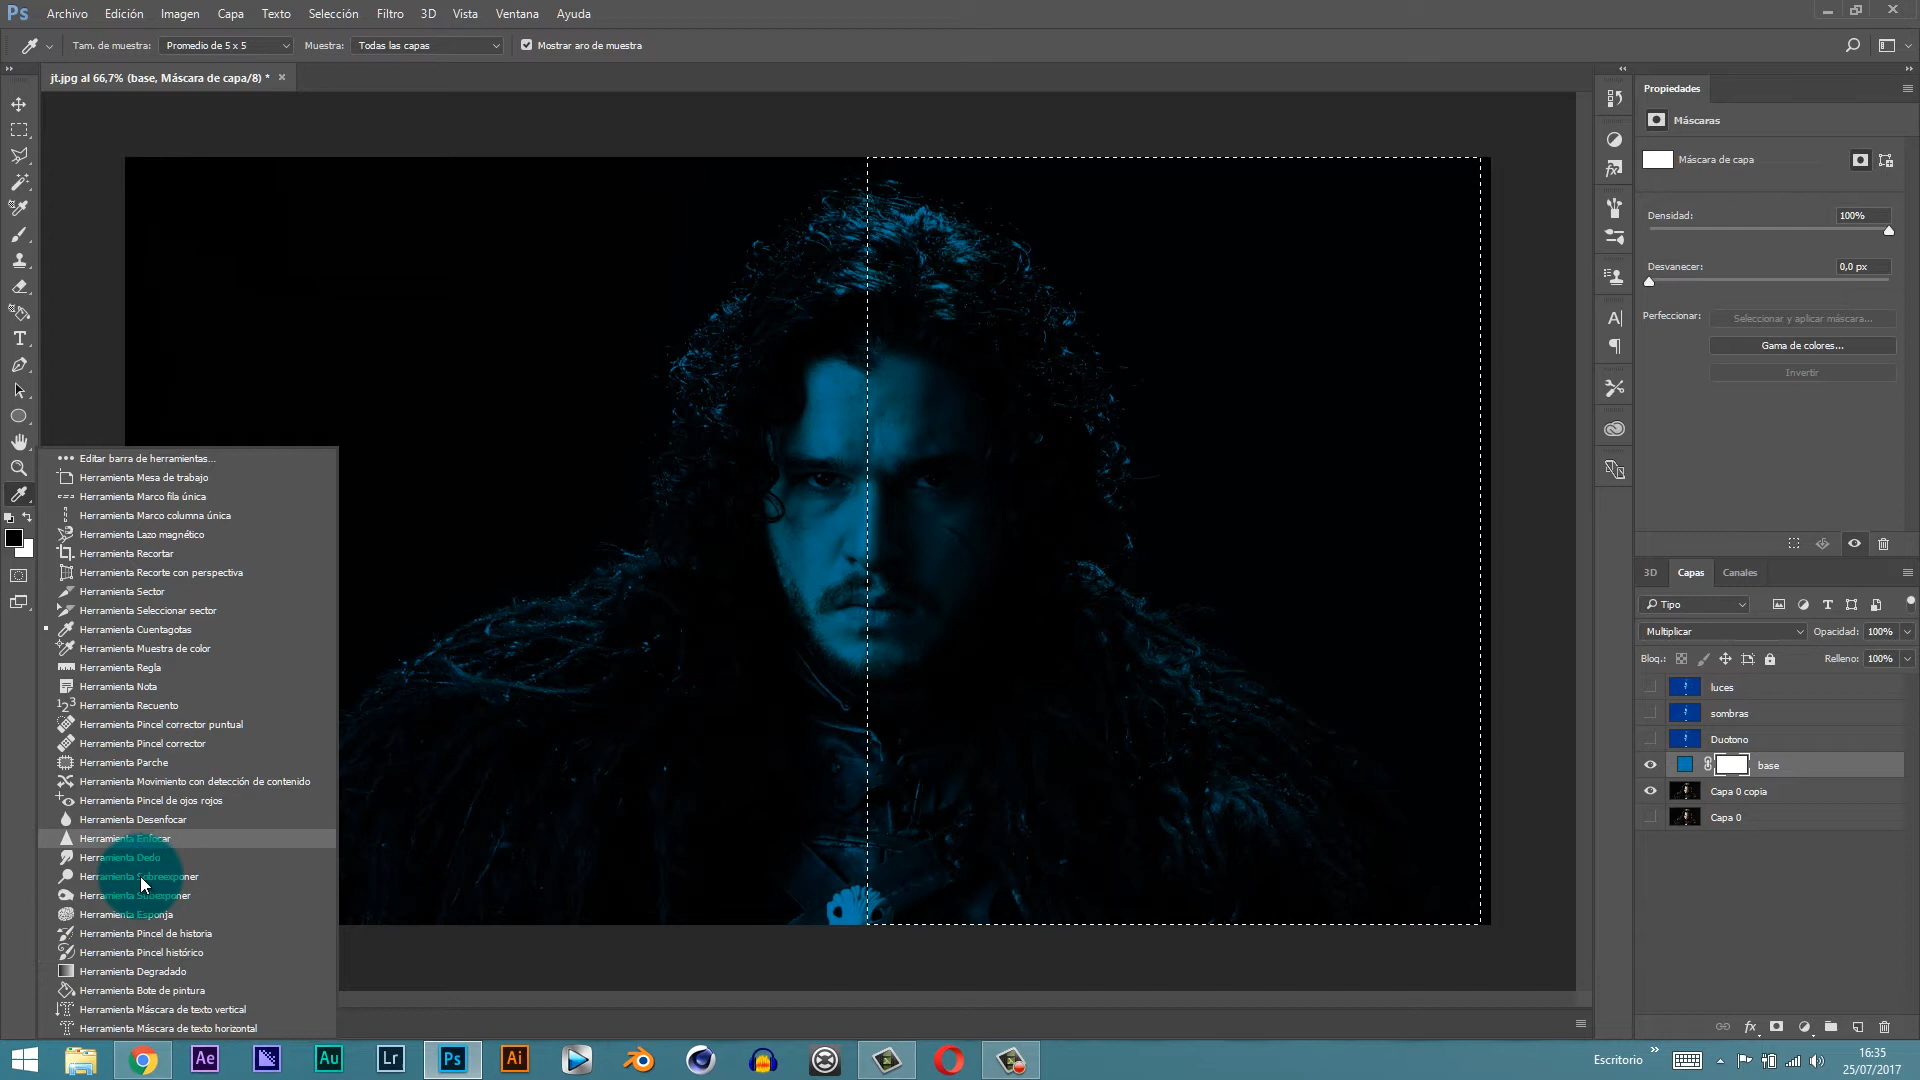 Ps Archivo Edición Imagen Capa Texto Selección Filtro 3D Vista Ventana Ayuda
Tam. de muestra: Promedio de 5 x 5 Muestra: Todas las capas Mostrar aro de muestra
jt.jpg al 66,7% (base, Máscara de capa/8) * ×
Propiedades
Máscaras
Máscara de capa
Densidad: 100%
Desvanecer: 0,0 px
Perfeccionar: Seleccionar y aplicar máscara...
Gama de colores...
Invertir
Editar barra de herramientas...
Herramienta Mesa de trabajo
Herramienta Marco fila única
Herramienta Marco columna única
Herramienta Lazo magnético
Herramienta Recortar
Herramienta Recorte con perspectiva
Herramienta Sector
Herramienta Seleccionar sector
Herramienta Cuentagotas
Herramienta Muestra de color
Herramienta Regla
Herramienta Nota
Herramienta Recuento
Herramienta Pincel corrector puntual
Herramienta Pincel corrector
Herramienta Parche
Herramienta Movimiento con detección de contenido
Herramienta Pincel de ojos rojos
Herramienta Desenfocar
Herramienta Enfocar
Herramienta Dedo
Herramienta Sobreexponer
Herramienta Subexponer
Herramienta Esponja
Herramienta Pincel de historia
Herramienta Pincel histórico
Herramienta Degradado
Herramienta Bote de pintura
Herramienta Máscara de texto vertical
Herramienta Máscara de texto horizontal
3D Capas Canales
Tipo
Multiplicar Opacidad: 100%
Bloq.: Relleno: 100%
luces
sombras
Duotono
base
Capa 0 copia
Capa 0
fx
Ae Au Lr Ps Ai
Escritorio
16:35
25/07/2017